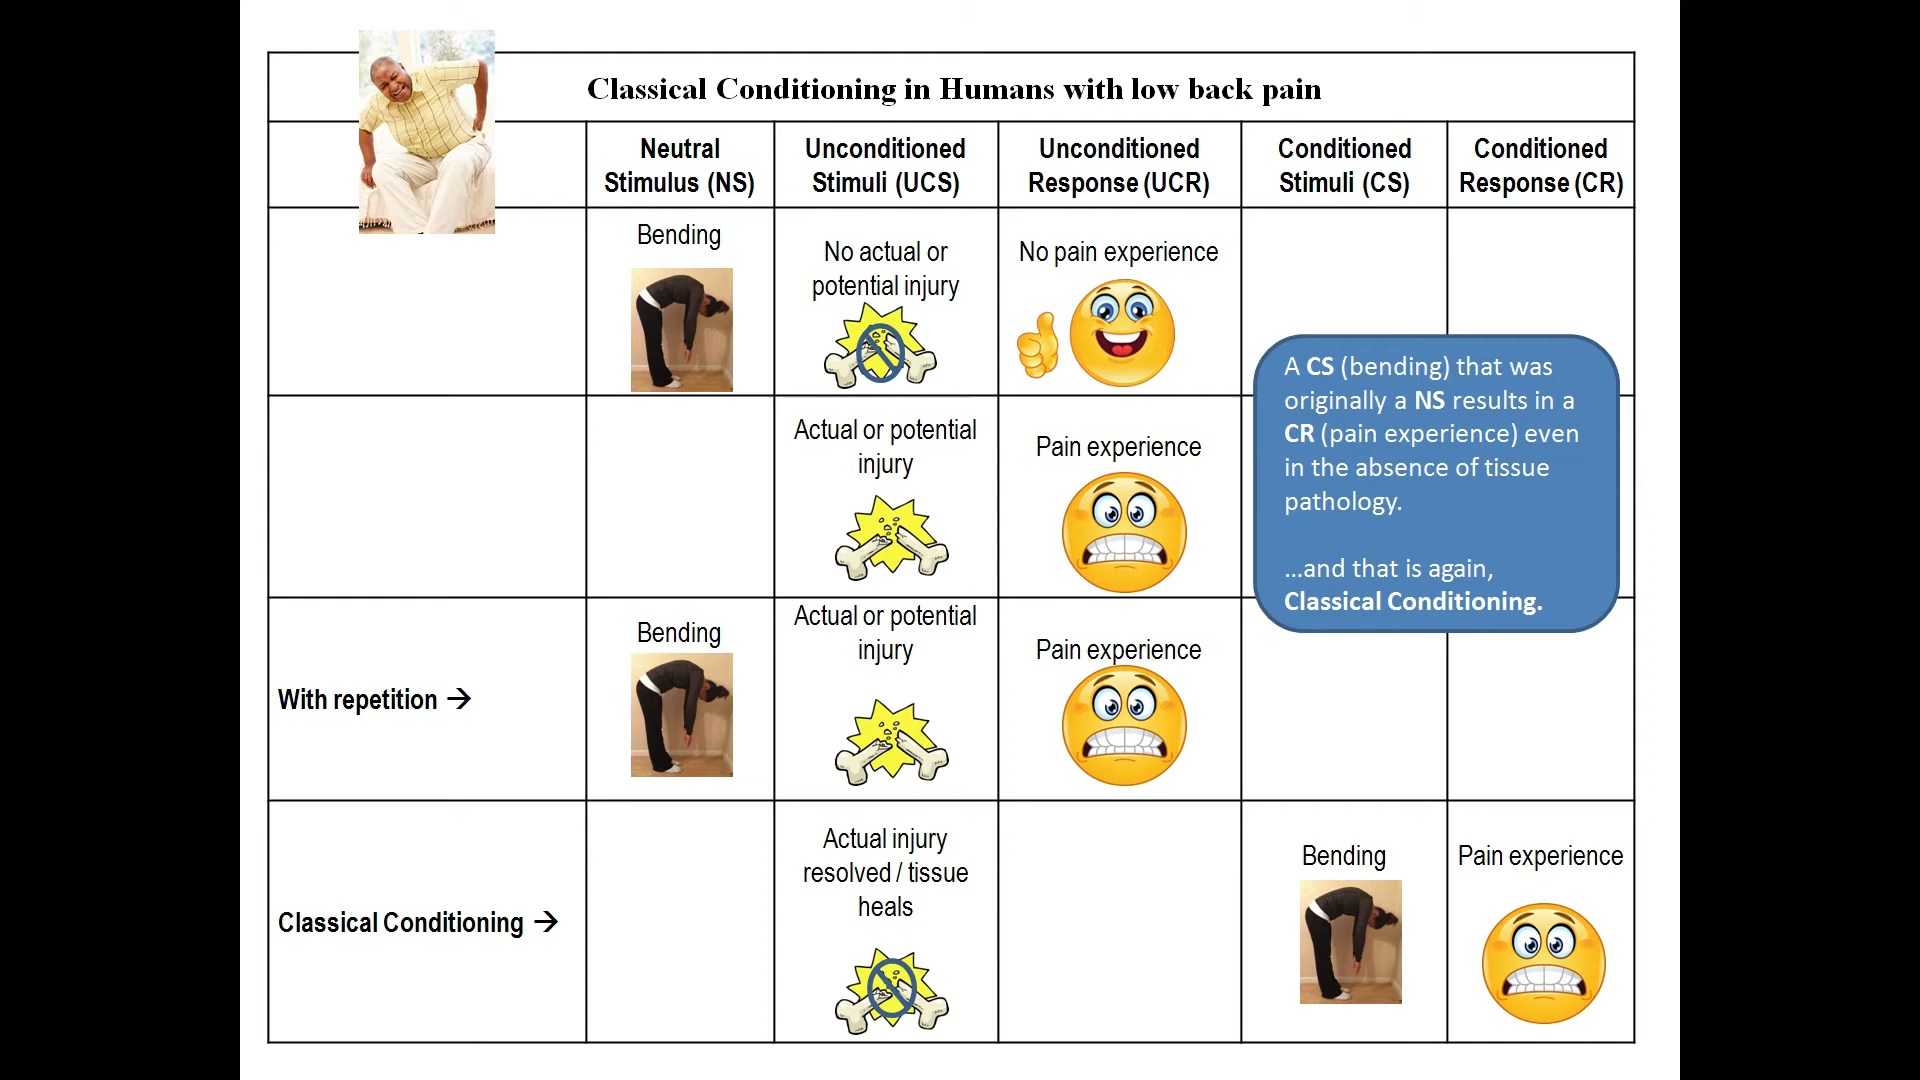 Classical Conditioning in Humans with low back pain
Neutral
Stimulus (NS)
Unconditioned
Stimuli (UCS)
Unconditioned
Response (UCR)
Conditioned
Stimuli (CS)
Conditioned
Response (CR)
Bending
No actual or
potential injury
No pain experience
Actual or potential
injury
Pain experience
A CS (bending) that was
originally a NS results in a
CR (pain experience) even
in the absence of tissue
pathology.
...and that is again,
Classical Conditioning.
With repetition →
Bending
Actual or potential
injury
Pain experience
Classical Conditioning →
Actual injury
resolved / tissue
heals
Bending
Pain experience